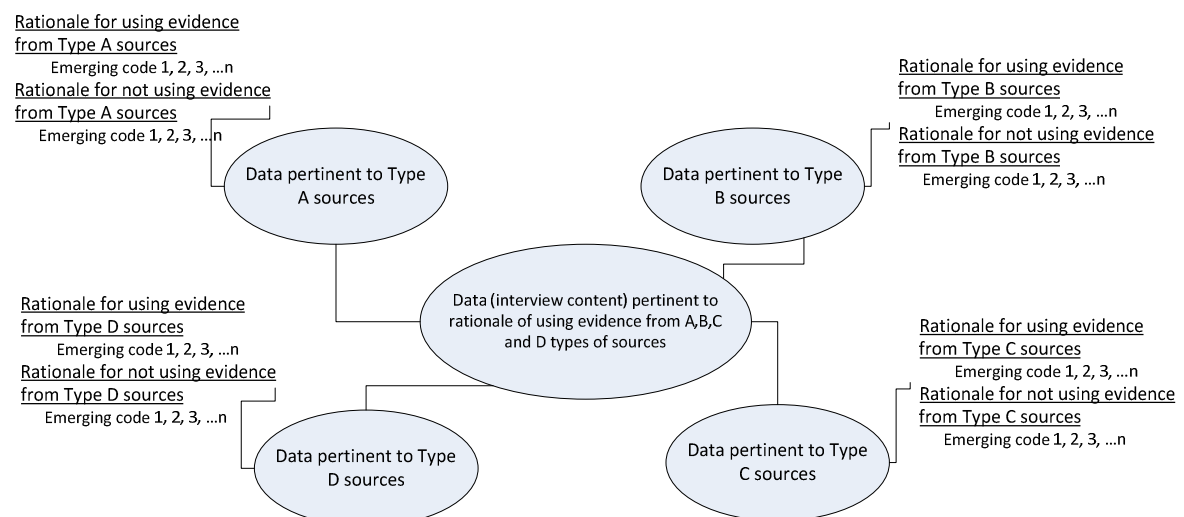 Rationale for using evidence
from Type A sources
Emerging code 1, 2, 3, ...n
Rationale for not using evidence
from Type A sources
Emerging code 1, 2, 3, ...n
Data pertinent to Type
A sources
Rationale for using evidence
from Type B sources
Emerging code 1, 2, 3, ...n
Rationale for not using evidence
from Type B sources
Emerging code 1, 2, 3, ...n
Data pertinent to Type
B sources
Data (interview content) pertinent to
rationale of using evidence from A,B,C
and D types of sources
Rationale for using evidence
from Type D sources
Emerging code 1, 2, 3, ...n
Rationale for not using evidence
from Type D sources
Emerging code 1, 2, 3, ...n
Data pertinent to Type
D sources
Rationale for using evidence
from Type C sources
Emerging code 1, 2, 3, ...n
Rationale for not using evidence
from Type C sources
Emerging code 1, 2, 3, ...n
Data pertinent to Type
C sources